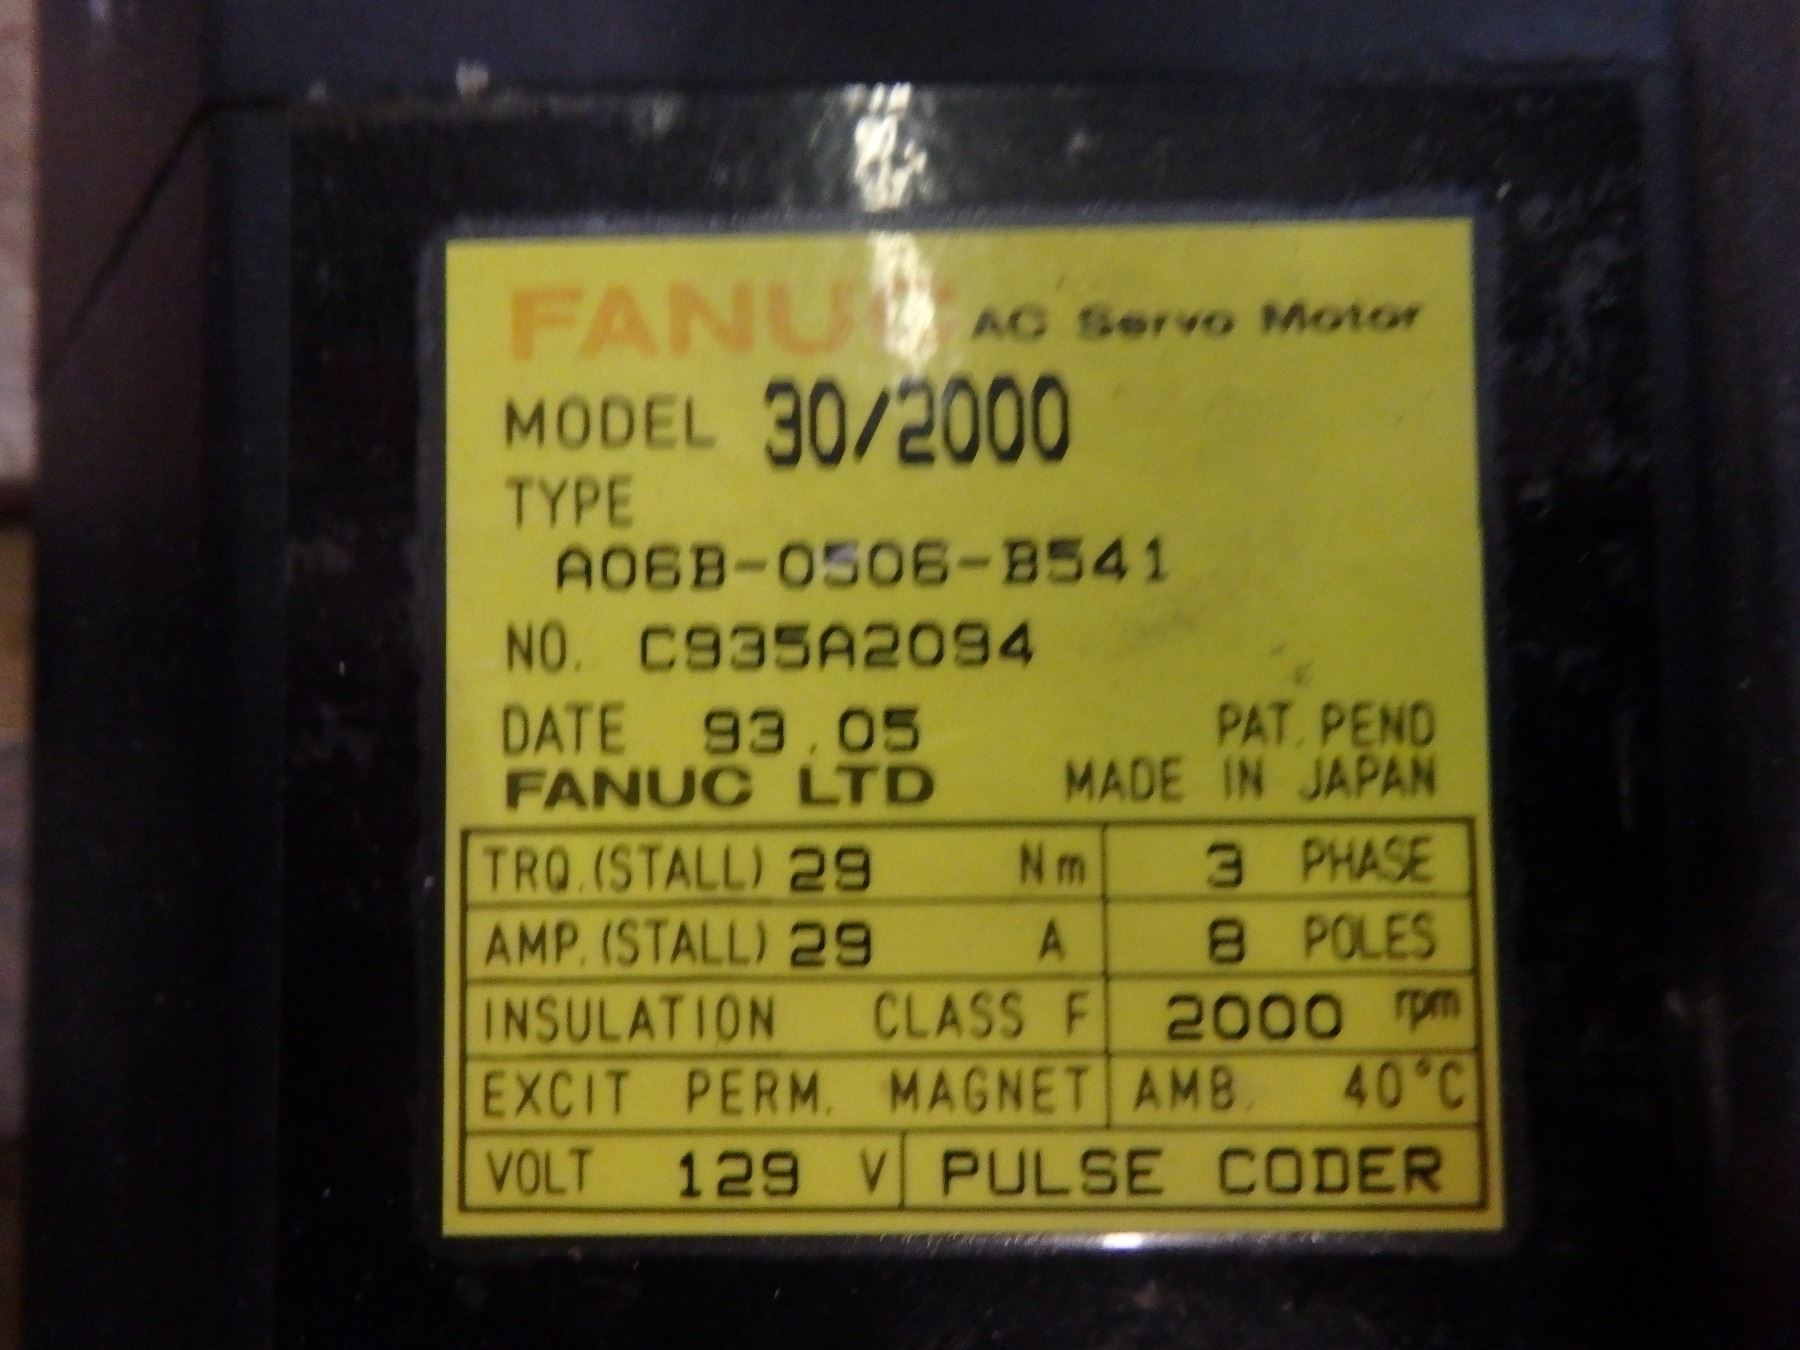 FANUC AC Servo Motor
MODEL 30/2000
TYPE
A06B-0506-B541
NO. C935A2094
DATE 93.05 PAT. PEND
FANUC LTD MADE IN JAPAN
TRQ.(STALL) 29 Nm 3 PHASE
AMP.(STALL) 29 A 8 POLES
INSULATION CLASS F 2000 rpm
EXCIT PERM. MAGNET AMB. 40°C
VOLT 129 V PULSE CODER